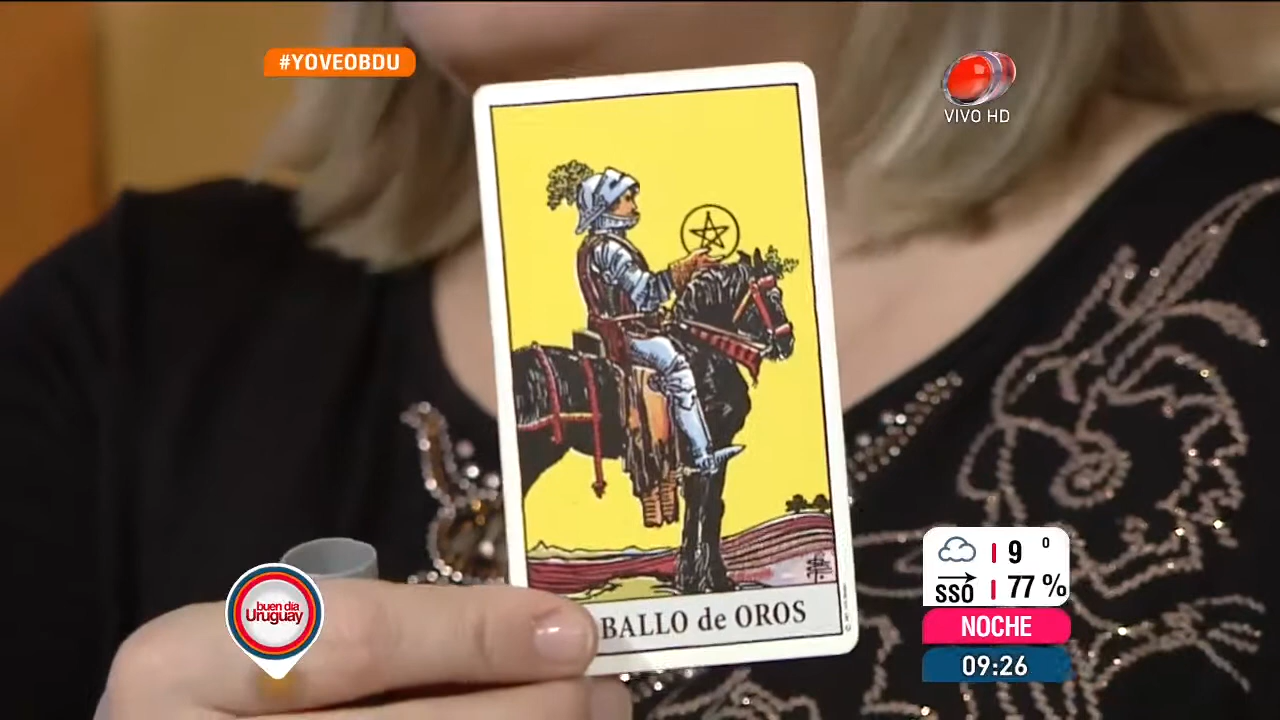 #YOVEOBDU
VIVO HD
9 °
SSO 77 %
NOCHE
09:26
buen día
Uruguay
BALLO de OROS